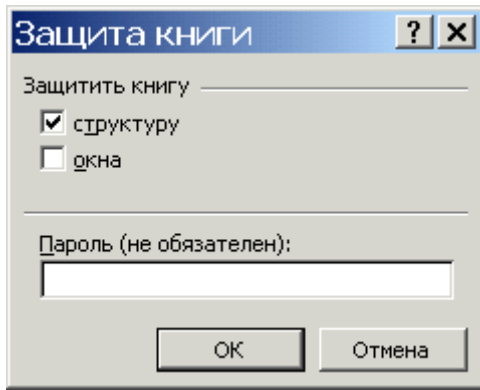 Защита книги
Защитить книгу
структуру
окна
Пароль (не обязателен):
ОК
Отмена